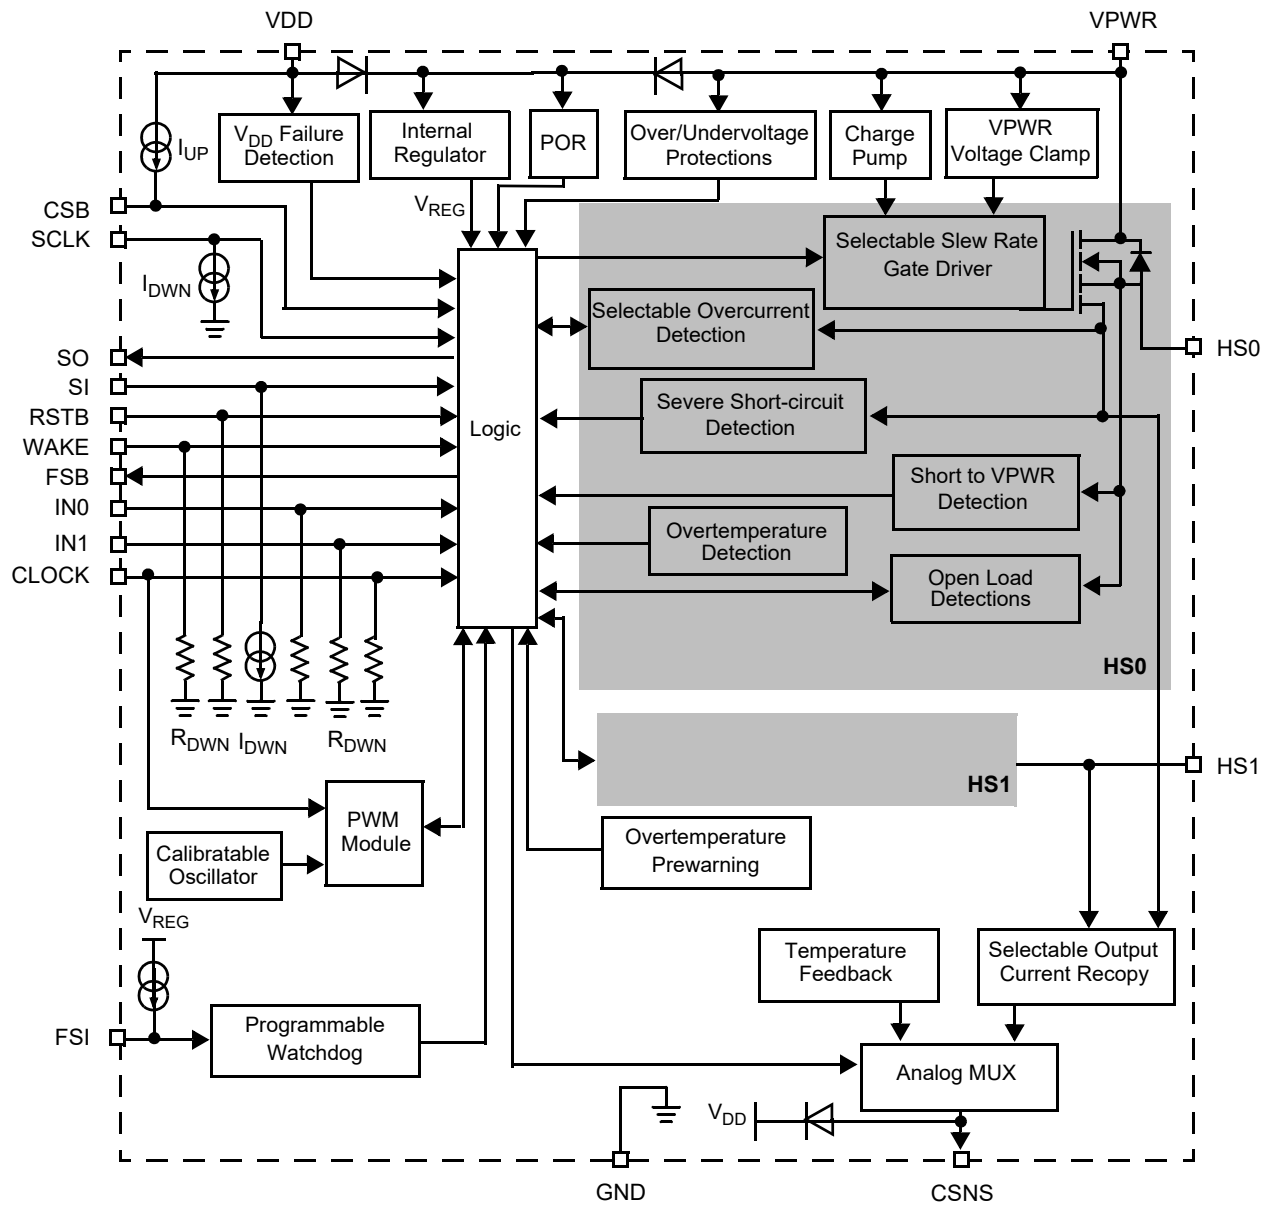 VDD
VPWR
VDD Failure
Detection
Internal
Regulator
POR
Over/Undervoltage
Protections
Charge
Pump
VPWR
Voltage Clamp
IUP
VREG
CSB
SCLK
IDWN
SO
SI
RSTB
WAKE
FSB
IN0
IN1
CLOCK
Logic
Selectable Slew Rate
Gate Driver
Selectable Overcurrent
Detection
Severe Short-circuit
Detection
Short to VPWR
Detection
Overtemperature
Detection
Open Load
Detections
HS0
HS0
RDWN
IDWN
RDWN
HS1
HS1
PWM
Module
Calibratable
Oscillator
Overtemperature
Prewarning
VREG
FSI
Programmable
Watchdog
Temperature
Feedback
Selectable Output
Current Recopy
Analog MUX
VDD
GND
CSNS